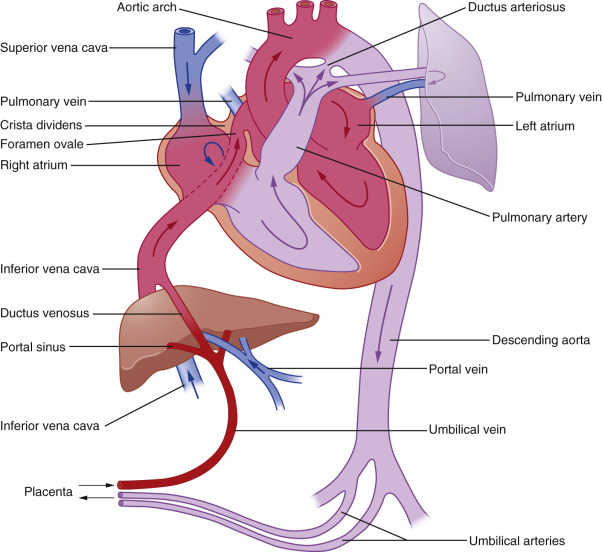 Aortic arch
Ductus arteriosus
Superior vena cava
Pulmonary vein
Pulmonary vein
Crista dividens
Left atrium
Foramen ovale
Right atrium
Pulmonary artery
Inferior vena cava
Ductus venosus
Descending aorta
Portal sinus
Portal vein
Inferior vena cava
Umbilical vein
Placenta
Umbilical arteries